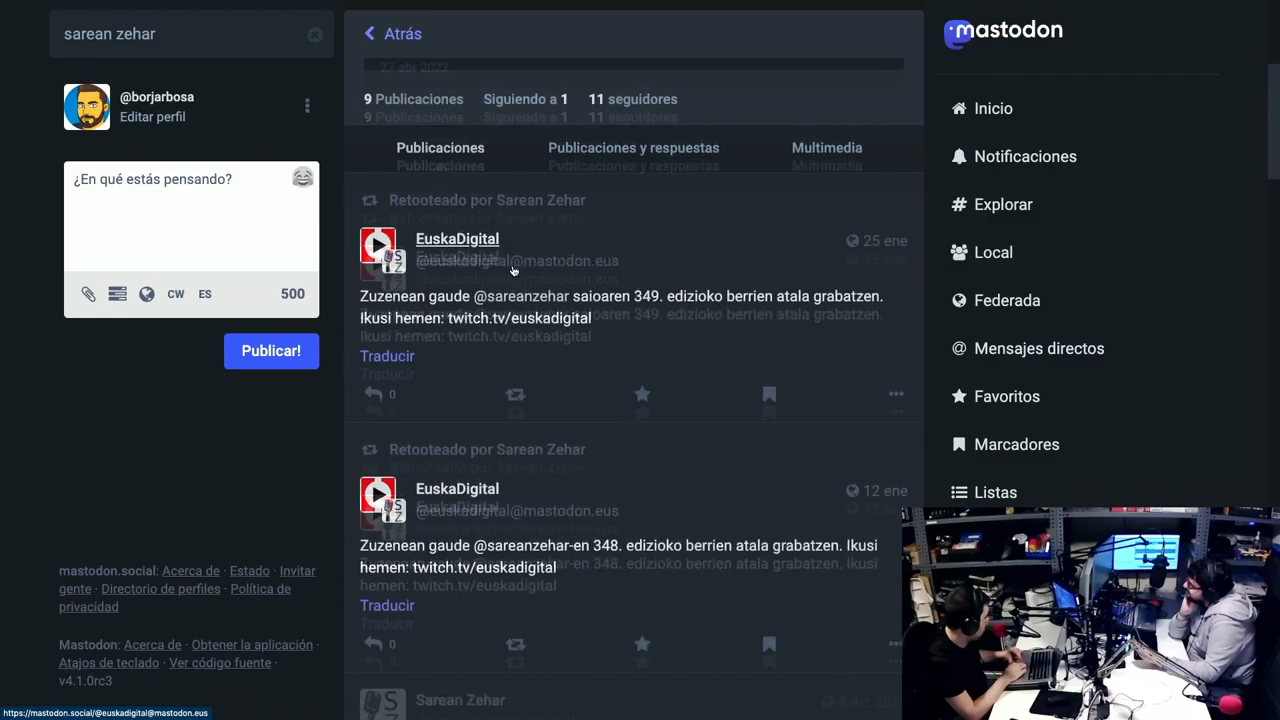 sarean zehar
@borjarbosa
Editar perfil
¿En qué estás pensando?
CW ES 500
Publicar!
mastodon.social: Acerca de · Estado · Invitar
gente · Directorio de perfiles · Política de
privacidad
Mastodon: Acerca de · Obtener la aplicación ·
Atajos de teclado · Ver código fuente ·
v4.1.0rc3
https://mastodon.social/@euskadigital@mastodon.eus
Atrás
27 abr 2022
9 Publicaciones Siguiendo a 1 11 seguidores
Publicaciones Publicaciones y respuestas Multimedia
Retooteado por Sarean Zehar
S
Z
EuskaDigital
25 ene
@euskadigital@mastodon.eus
Zuzenean gaude @sareanzehar saioaren 349. edizioko berrien atala grabatzen.
Ikusi hemen: twitch.tv/euskadigital
Traducir
0
Retooteado por Sarean Zehar
S
Z
EuskaDigital
12 ene
@euskadigital@mastodon.eus
Zuzenean gaude @sareanzehar-en 348. edizioko berrien atala grabatzen. Ikusi
hemen: twitch.tv/euskadigital
Traducir
0
S
Z
Sarean Zehar
mastodon
Inicio
Notificaciones
# Explorar
Local
Federada
@ Mensajes directos
Favoritos
Marcadores
Listas